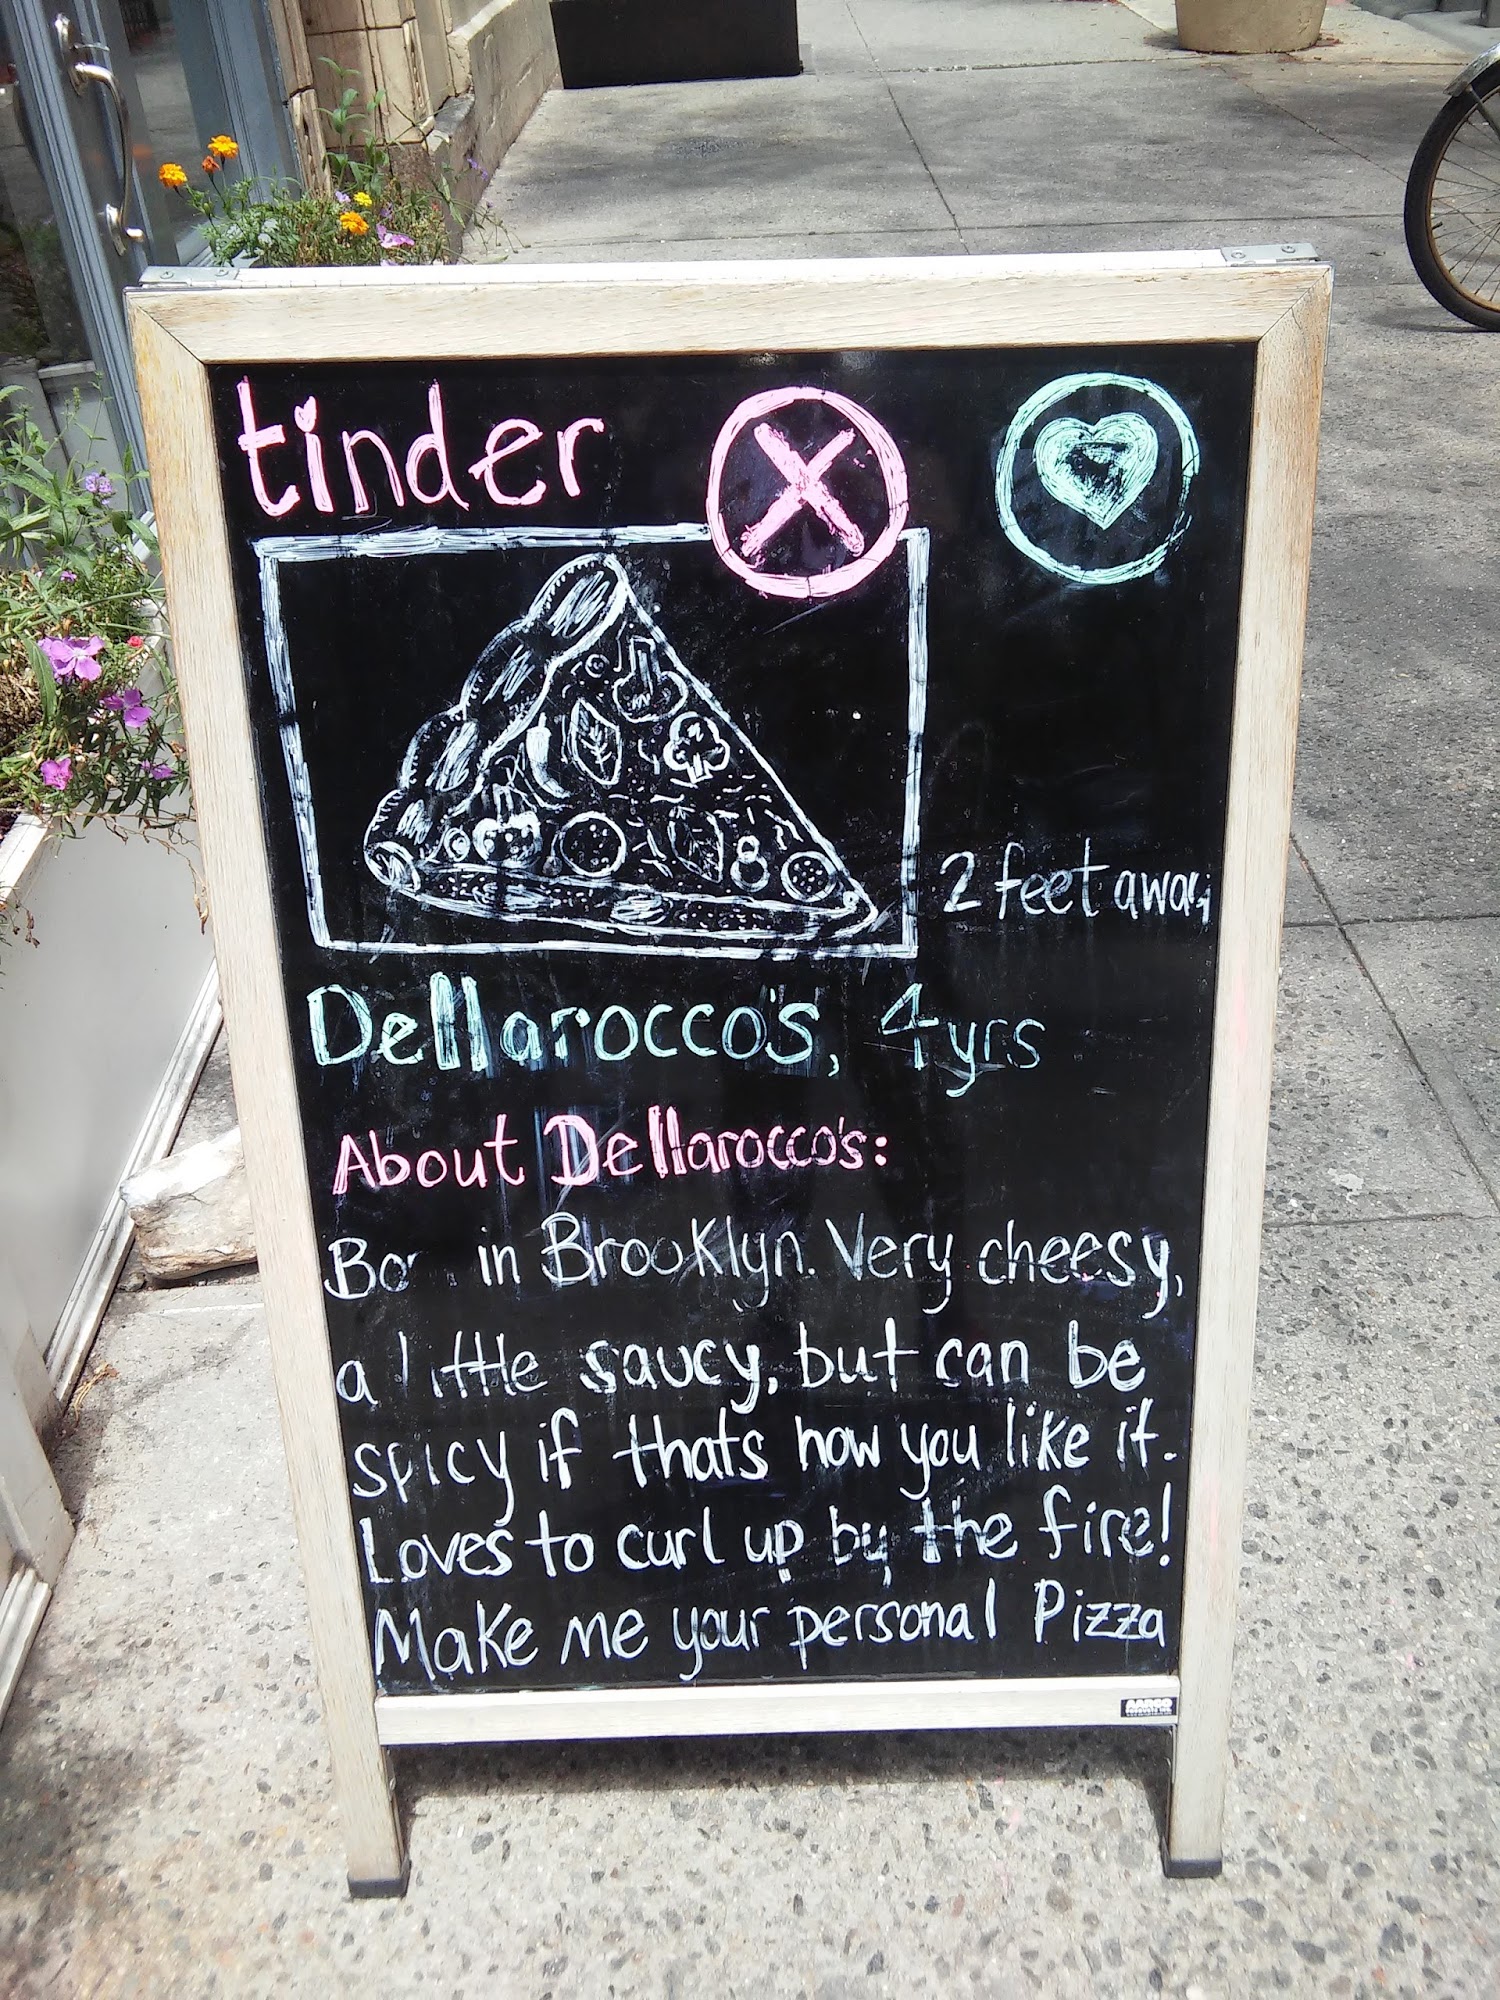 tinder
2 feet away
Dellarocco's, 4yrs
About Dellarocco's:
Bo in Brooklyn. Very cheesy,
a little saucy, but can be
spicy if thats how you like it.
Loves to curl up by the fire!
Make me your personal Pizza